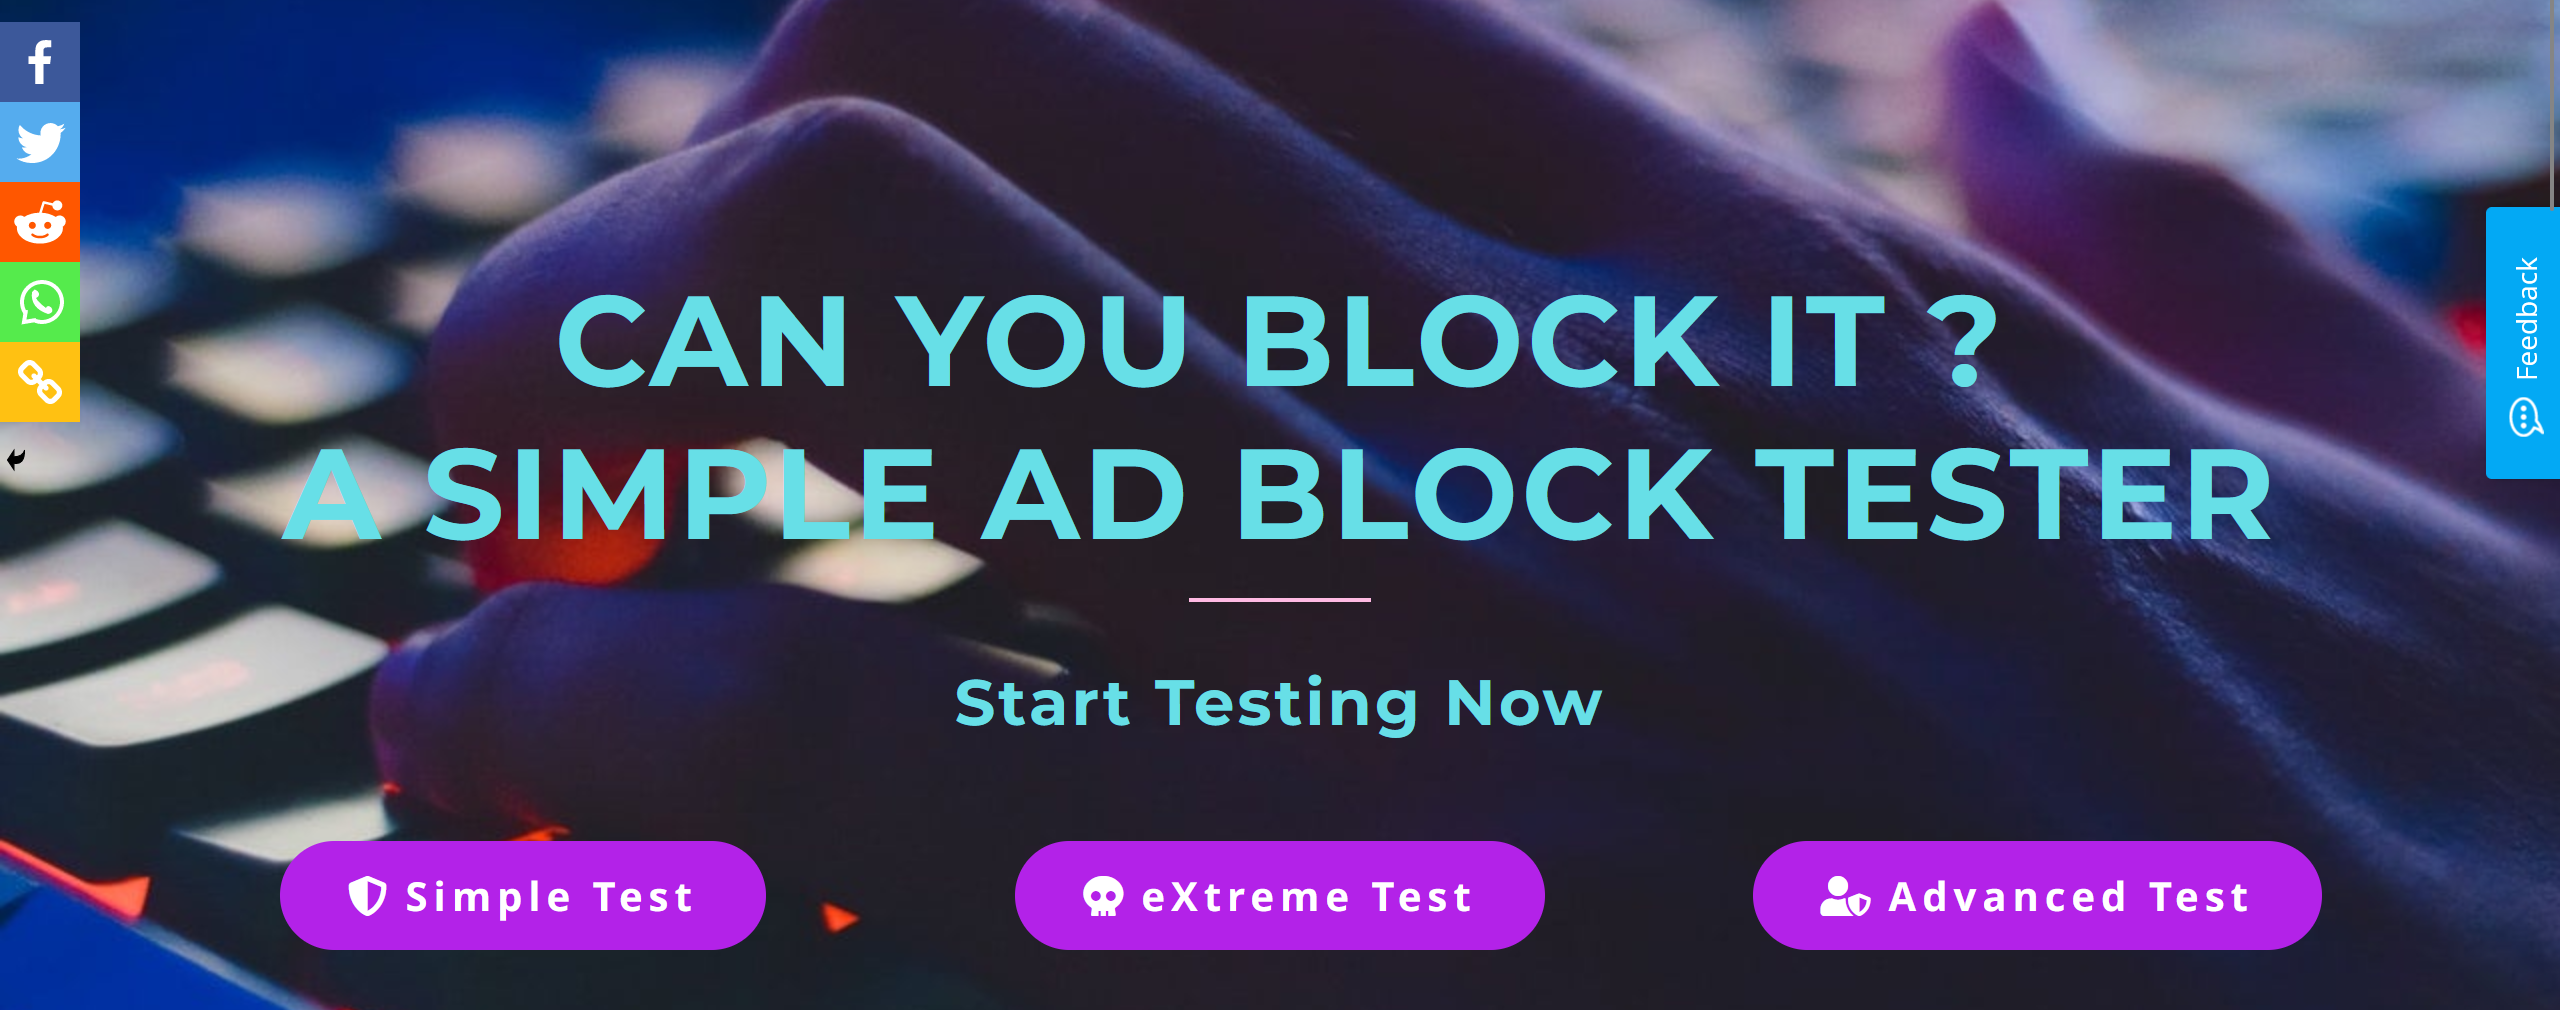 CAN YOU BLOCK IT ?
A SIMPLE AD BLOCK TESTER
Start Testing Now
Simple Test
eXtreme Test
Advanced Test
Feedback